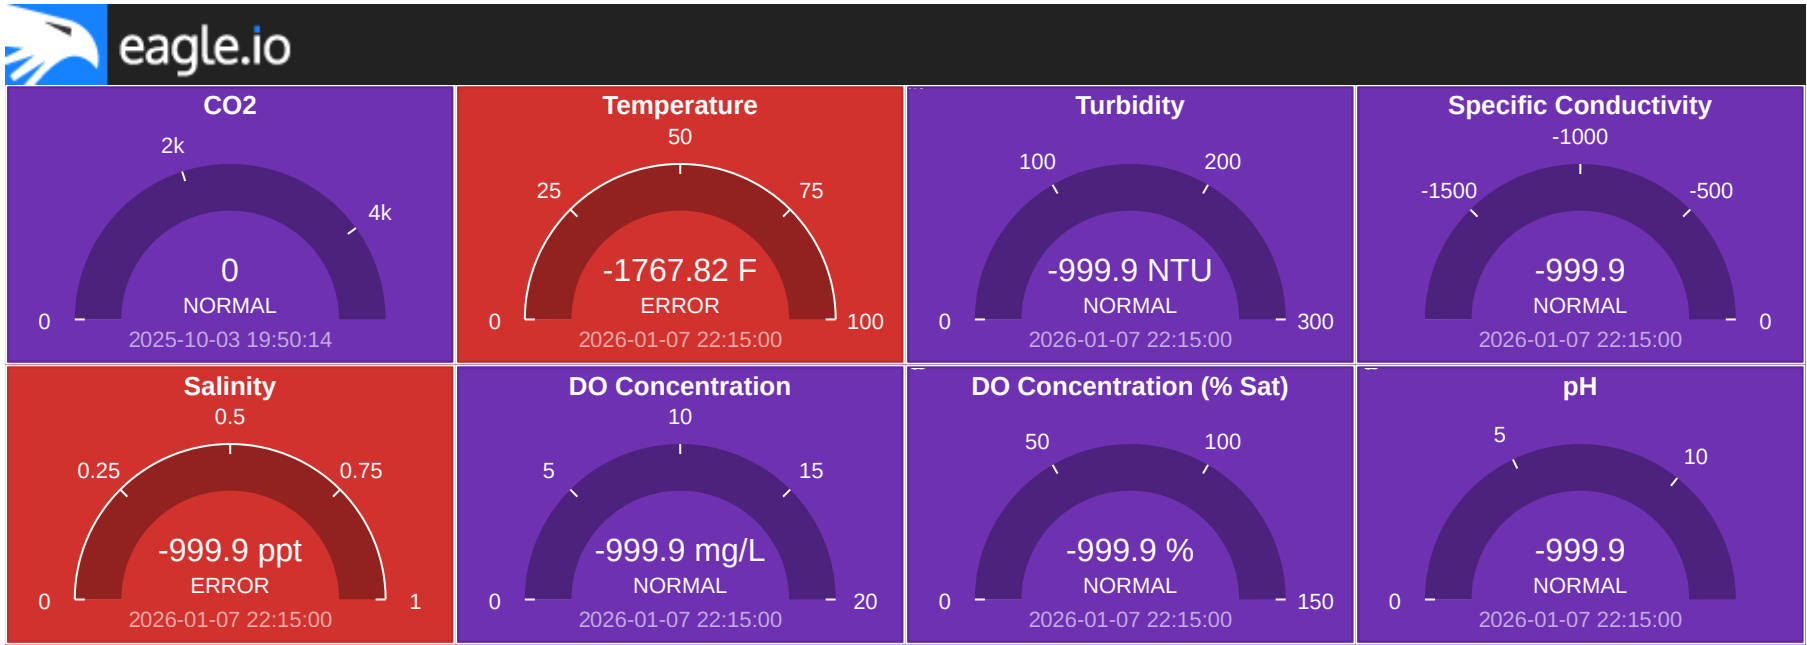 eagle.io
CO2
2k
4k
0
NORMAL
0
2025-10-03 19:50:14
Temperature
50
25
75
-1767.82 F
ERROR
0
100
2026-01-07 22:15:00
Turbidity
100
200
-999.9 NTU
NORMAL
0
300
2026-01-07 22:15:00
Specific Conductivity
-1000
-1500
-500
-999.9
NORMAL
0
2026-01-07 22:15:00
Salinity
0.5
0.25
0.75
-999.9 ppt
ERROR
0
1
2026-01-07 22:15:00
DO Concentration
10
5
15
-999.9 mg/L
NORMAL
0
20
2026-01-07 22:15:00
DO Concentration (% Sat)
50
100
-999.9 %
NORMAL
0
150
2026-01-07 22:15:00
pH
5
10
-999.9
NORMAL
0
2026-01-07 22:15:00